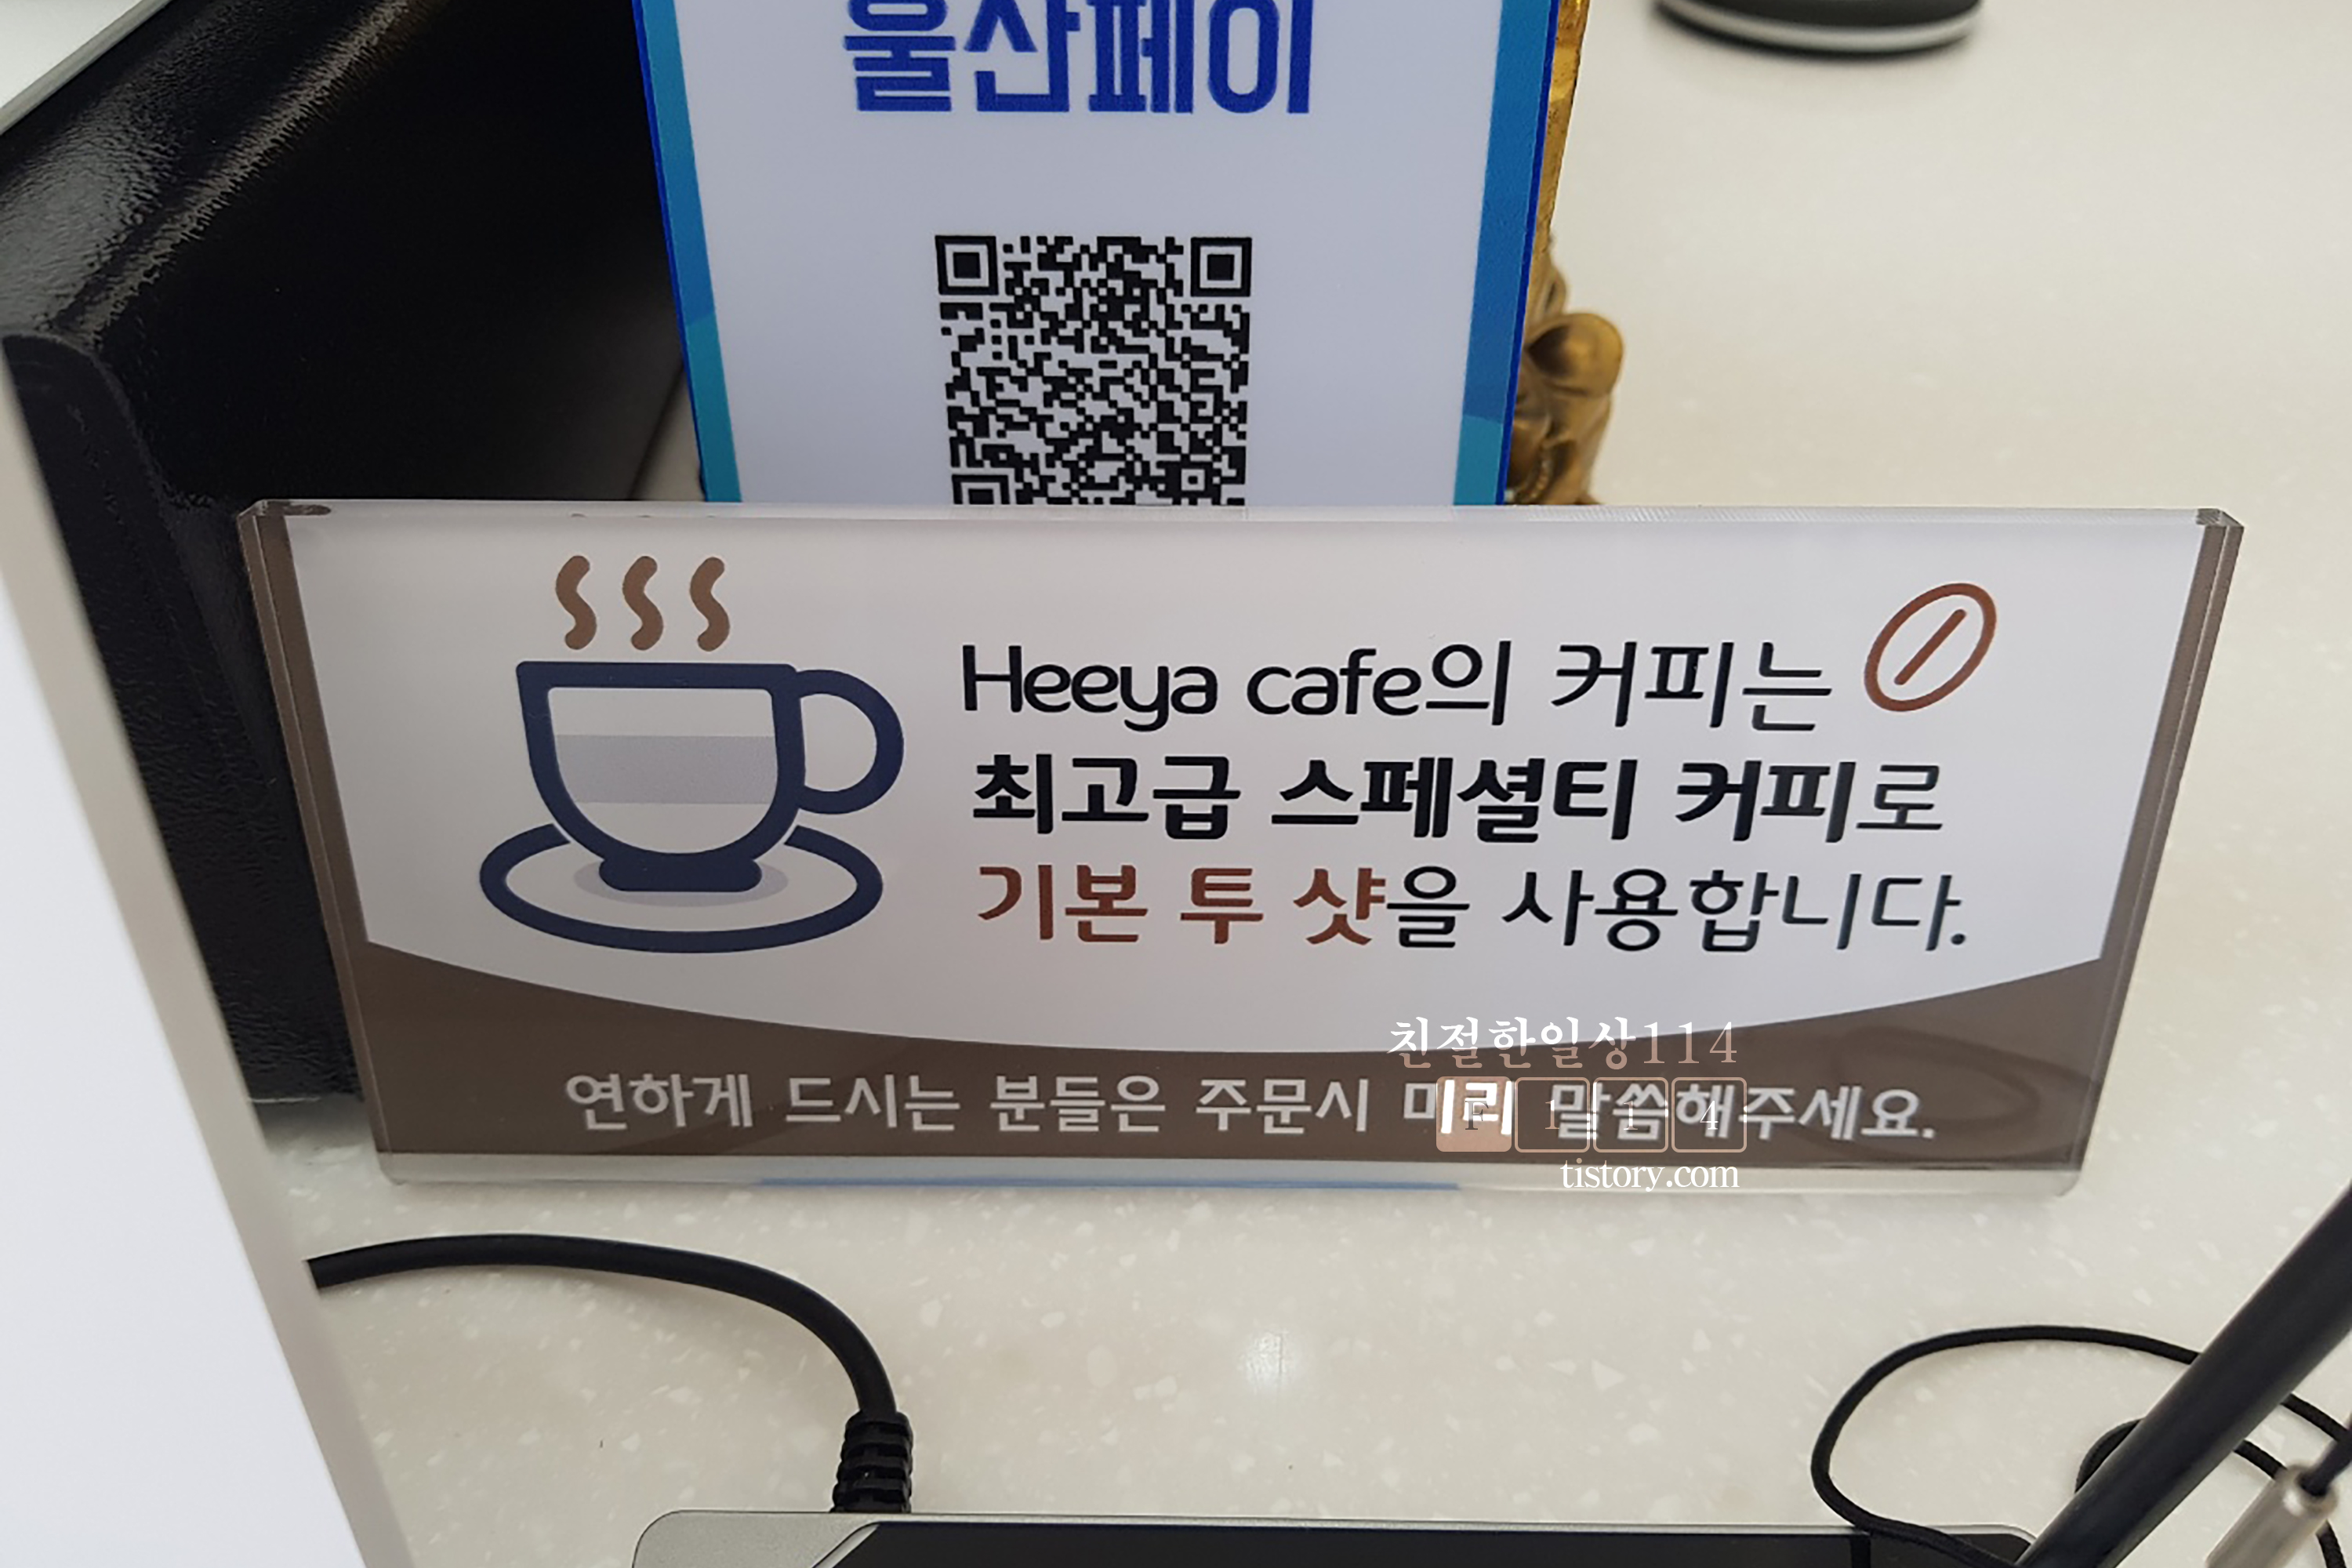 울산페이
Heeya cafe의 커피는
최고급 스페셜티 커피로
기본 투 샷을 사용합니다.
친절한일상114
연하게 드시는 분들은 주문시 미리 말씀해주세요.
F 1 1 4
tistory.com